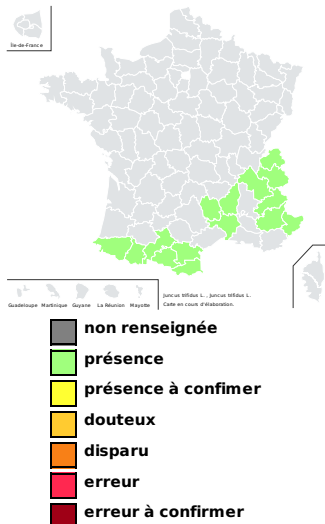 Île-de-France
Guadeloupe Martinique Guyane La Réunion Mayotte
Juncus trifidus L. , Juncus trifidus L.
Carte en cours d'élaboration.
non renseignée
présence
présence à confimer
douteux
disparu
erreur
erreur à confirmer